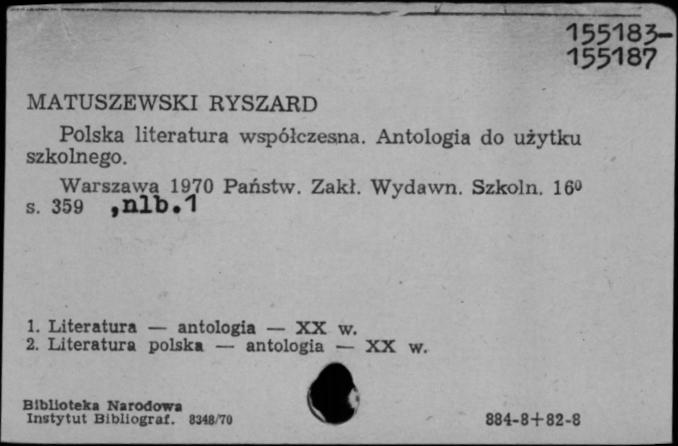 155183-
155187
MATUSZEWSKI RYSZARD
Polska literatura współczesna. Antologia do użytku
szkolnego.
Warszawa 1970 Państw. Zakł. Wydawn. Szkoln. 16⁰
s. 359 ,nlb.1
1. Literatura — antologia — XX w.
2. Literatura polska — antologia — XX w.
Biblioteka Narodowa
Instytut Bibliograf. 8348/70
884-8+82-8